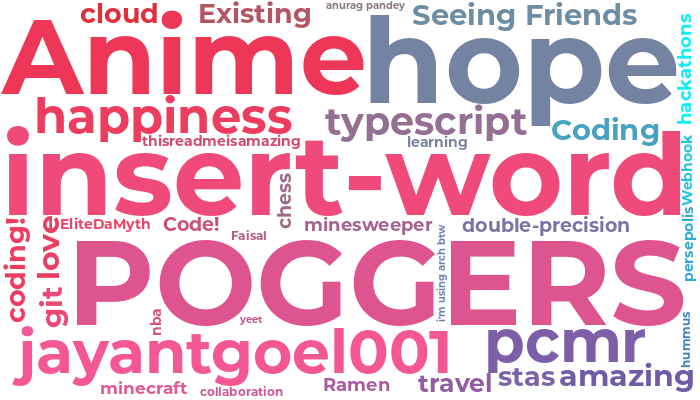 cloud
Existing
anurag pandey
Seeing Friends
hackathons
Anime
hope
happiness
typescript
Coding
thisreadmeisamazing
learning
insert-word
persepolis
Webhook
chess
coding!
git love
EliteDaMyth
Code!
Faisal
minesweeper
i'm using arch btw
double-precision
POGGERS
nba
yeet
hummus
jayantgoel001
pcmr
minecraft
collaboration
Ramen
travel
stas
amazing